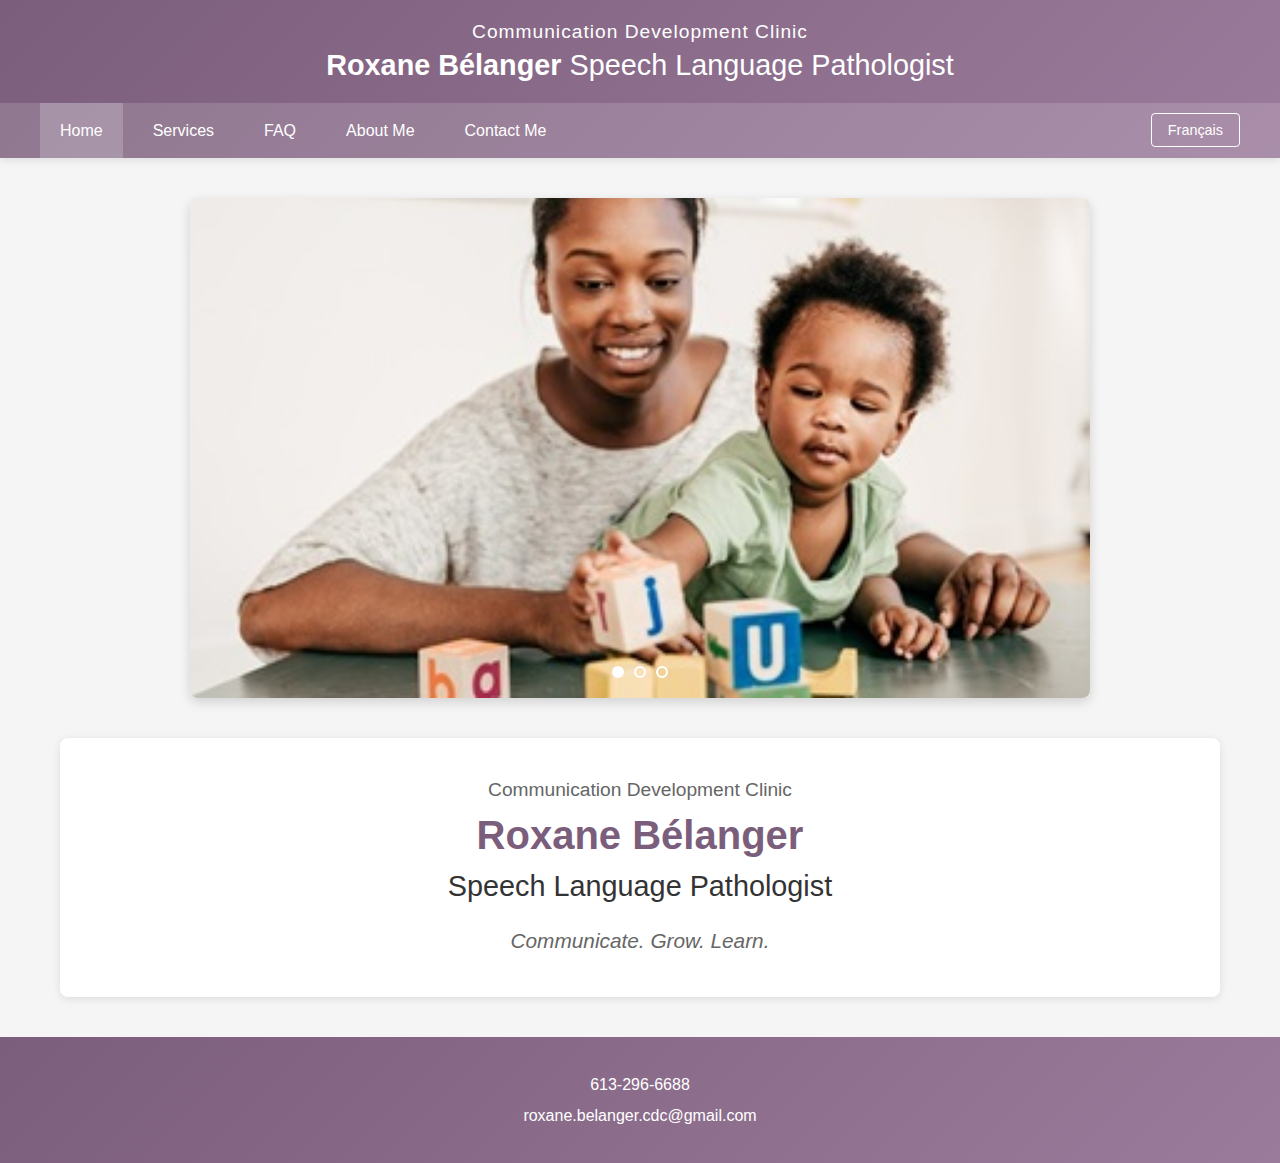 Communication Development Clinic
Roxane Bélanger Speech Language Pathologist
Home Services FAQ About Me Contact Me Français
j
U
b a
Communication Development Clinic
Roxane Bélanger
Speech Language Pathologist
Communicate. Grow. Learn.
613-296-6688
roxane.belanger.cdc@gmail.com